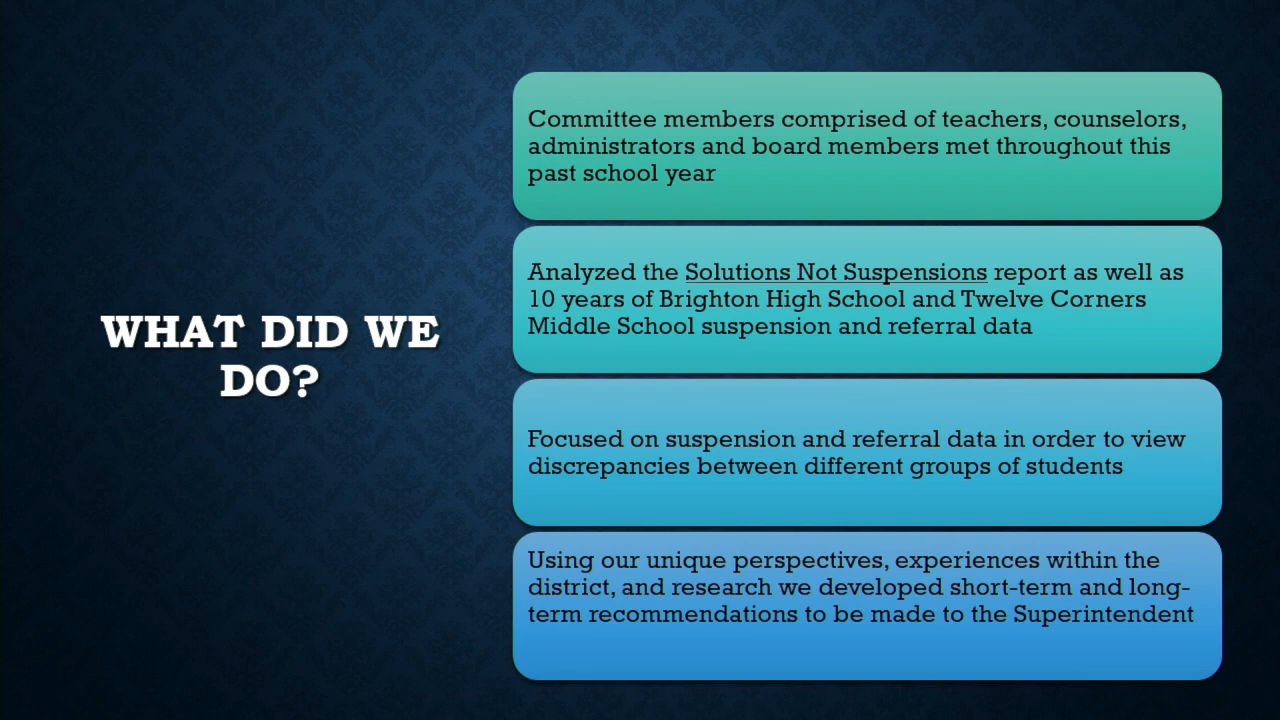 WHAT DID WE
DO?
Committee members comprised of teachers, counselors,
administrators and board members met throughout this
past school year
Analyzed the Solutions Not Suspensions report as well as
10 years of Brighton High School and Twelve Corners
Middle School suspension and referral data
Focused on suspension and referral data in order to view
discrepancies between different groups of students
Using our unique perspectives, experiences within the
district, and research we developed short-term and long-
term recommendations to be made to the Superintendent